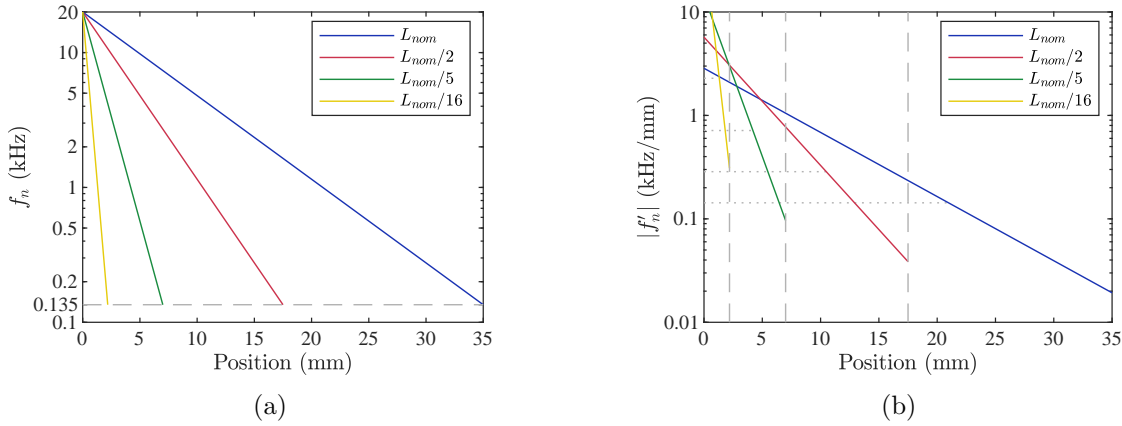 20
10
5
2
1
0.5
0.2
0.135
0.1
f_n (kHz)
0 5 10 15 20 25 30 35
Position (mm)
L_nom
L_nom/2
L_nom/5
L_nom/16
(a)
10
1
0.1
0.01
|f'_n| (kHz/mm)
0 5 10 15 20 25 30 35
Position (mm)
L_nom
L_nom/2
L_nom/5
L_nom/16
(b)